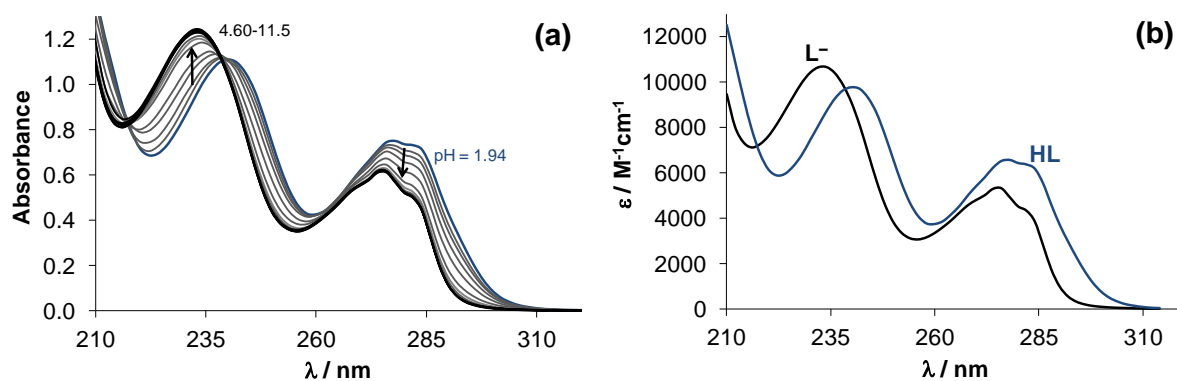 (a)
4.60-11.5
pH = 1.94
Absorbance
1.2
1.0
0.8
0.6
0.4
0.2
0.0
210 235 260 285 310
λ / nm
(b)
L⁻
HL
ε / M⁻¹cm⁻¹
12000
10000
8000
6000
4000
2000
0
210 235 260 285 310
λ / nm